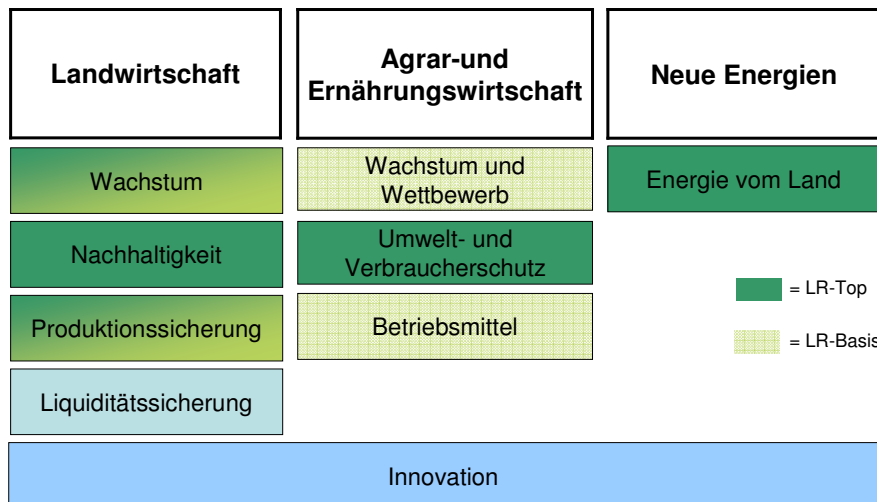 Landwirtschaft
Agrar-und
Ernährungswirtschaft
Neue Energien
Wachstum
Wachstum und
Wettbewerb
Energie vom Land
Nachhaltigkeit
Umwelt- und
Verbraucherschutz
= LR-Top
Produktionssicherung
Betriebsmittel
= LR-Basis
Liquiditätssicherung
Innovation